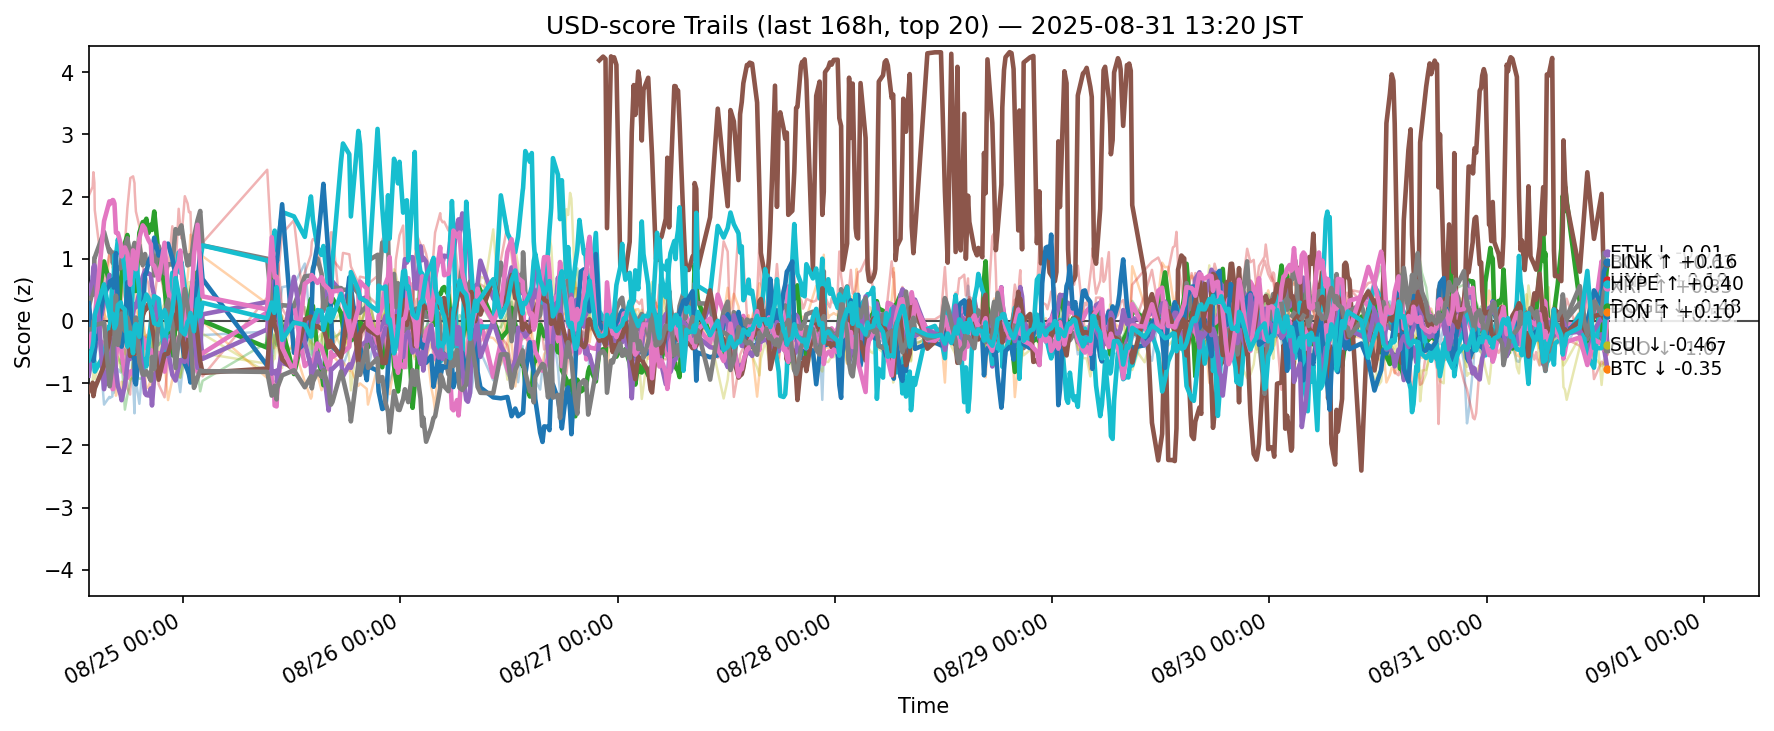 USD-score Trails (last 168h, top 20) — 2025-08-31 13:20 JST
Score (z)
4
3
2
1
0
−1
−2
−3
−4
ETH ↓ -0.01
LINK ↑ +0.16
HYPE ↑ +0.40
TON ↑ +0.10
SUI ↓ -0.46
BTC ↓ -0.35
08/25 00:00
08/26 00:00
08/27 00:00
08/28 00:00
08/29 00:00
08/30 00:00
08/31 00:00
09/01 00:00
Time